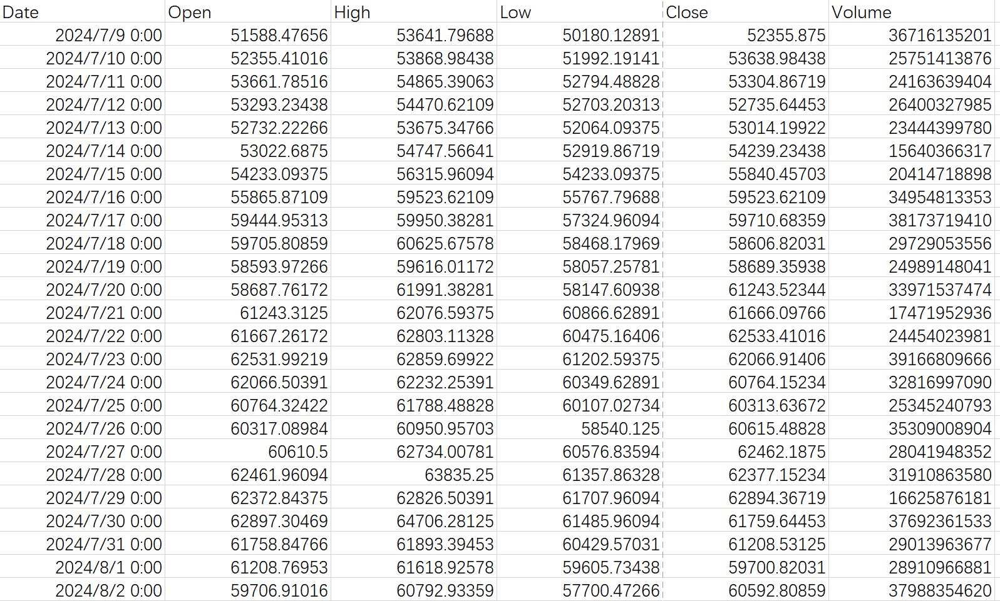 Date Open High Low Close Volume
2024/7/9 0:00 51588.47656 53641.79688 50180.12891 52355.875 36716135201
2024/7/10 0:00 52355.41016 53868.98438 51992.19141 53638.98438 25751413876
2024/7/11 0:00 53661.78516 54865.39063 52794.48828 53304.86719 24163639404
2024/7/12 0:00 53293.23438 54470.62109 52703.20313 52735.64453 26400327985
2024/7/13 0:00 52732.22266 53675.34766 52064.09375 53014.19922 23444399780
2024/7/14 0:00 53022.6875 54747.56641 52919.86719 54239.23438 15640366317
2024/7/15 0:00 54233.09375 56315.96094 54233.09375 55840.45703 20414718898
2024/7/16 0:00 55865.87109 59523.62109 55767.79688 59523.62109 34954813353
2024/7/17 0:00 59444.95313 59950.38281 57324.96094 59710.68359 38173719410
2024/7/18 0:00 59705.80859 60625.67578 58468.17969 58606.82031 29729053556
2024/7/19 0:00 58593.97266 59616.01172 58057.25781 58689.35938 24989148041
2024/7/20 0:00 58687.76172 61991.38281 58147.60938 61243.52344 33971537474
2024/7/21 0:00 61243.3125 62076.59375 60866.62891 61666.09766 17471952936
2024/7/22 0:00 61667.26172 62803.11328 60475.16406 62533.41016 24454023981
2024/7/23 0:00 62531.99219 62859.69922 61202.59375 62066.91406 39166809666
2024/7/24 0:00 62066.50391 62232.25391 60349.62891 60764.15234 32816997090
2024/7/25 0:00 60764.32422 61788.48828 60107.02734 60313.63672 25345240793
2024/7/26 0:00 60317.08984 60950.95703 58540.125 60615.48828 35309008904
2024/7/27 0:00 60610.5 62734.00781 60576.83594 62462.1875 28041948352
2024/7/28 0:00 62461.96094 63835.25 61357.86328 62377.15234 31910863580
2024/7/29 0:00 62372.84375 62826.50391 61707.96094 62894.36719 16625876181
2024/7/30 0:00 62897.30469 64706.28125 61485.96094 61759.64453 37692361533
2024/7/31 0:00 61758.84766 61893.39453 60429.57031 61208.53125 29013963677
2024/8/1 0:00 61208.76953 61618.92578 59605.73438 59700.82031 28910966881
2024/8/2 0:00 59706.91016 60792.93359 57700.47266 60592.80859 37988354620